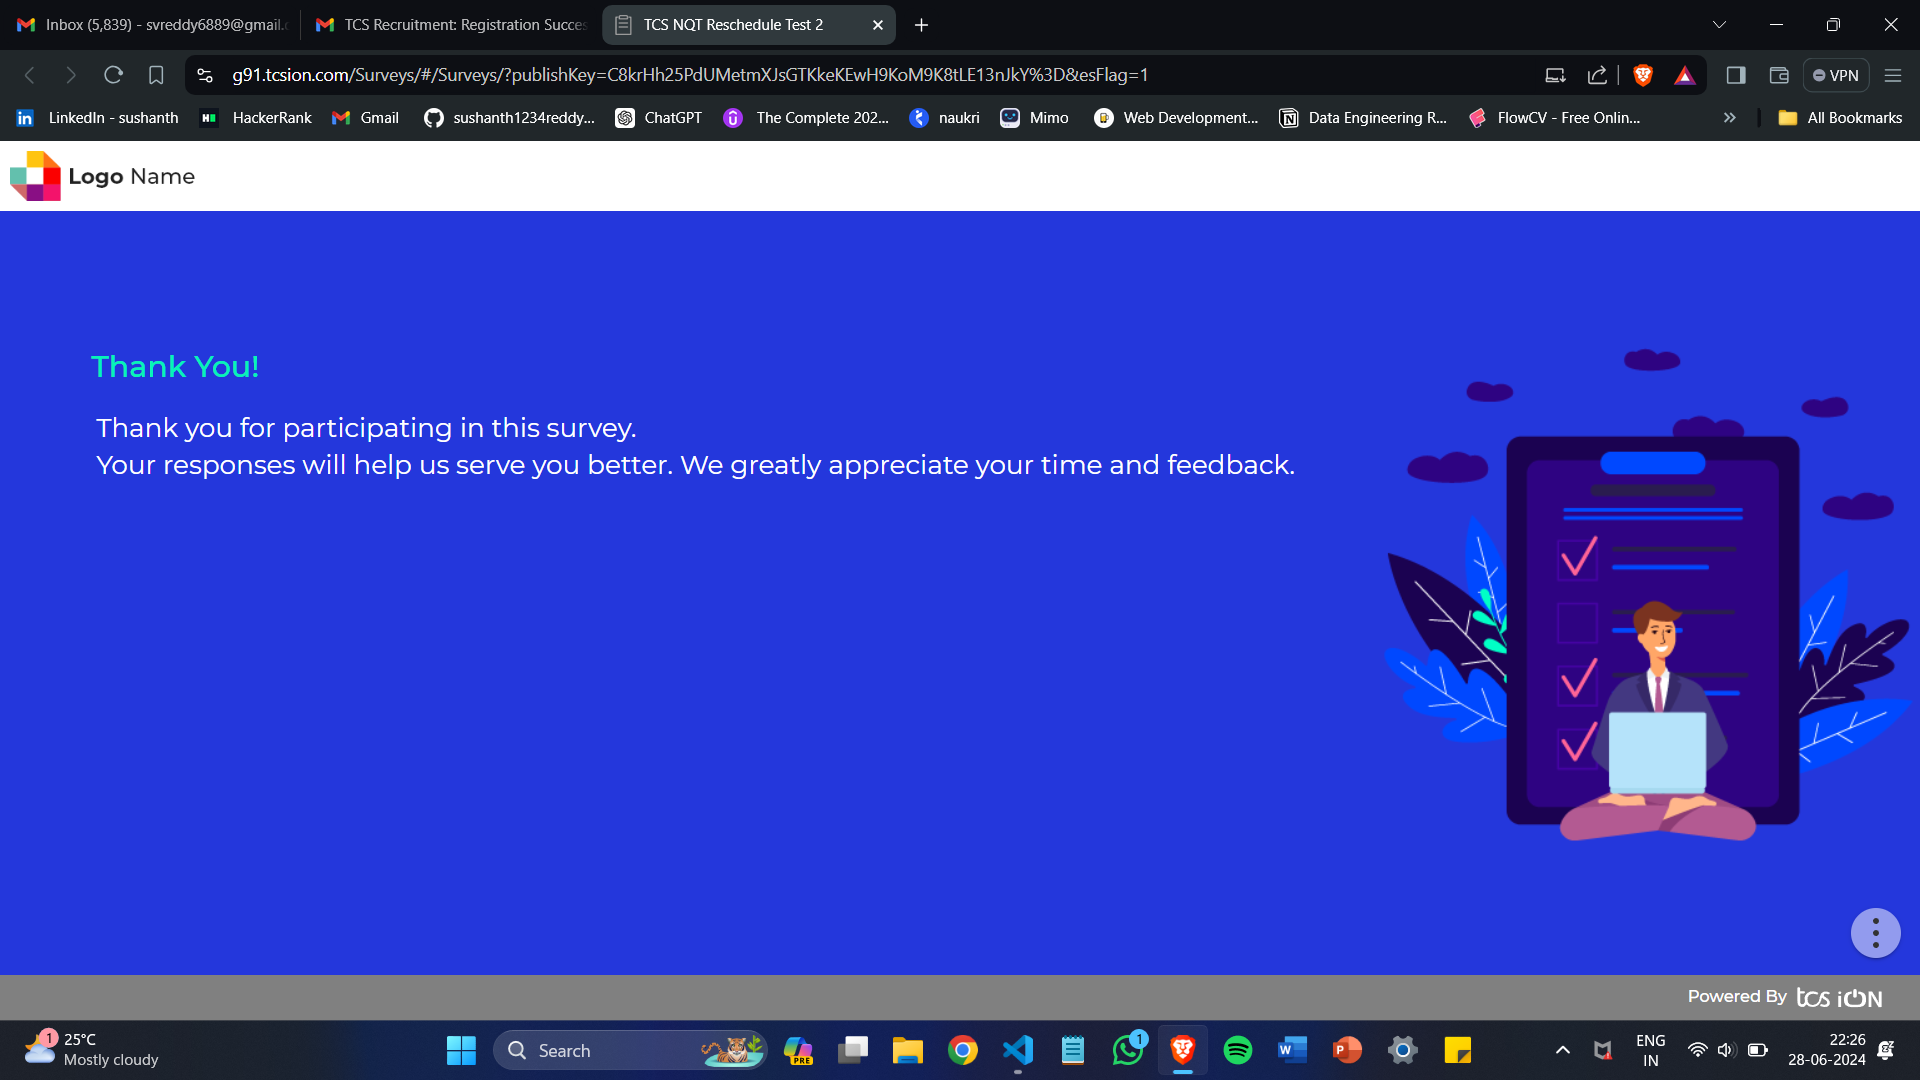 Inbox (5,839) - svreddy6889@gmail.c
TCS Recruitment: Registration Succes
TCS NQT Reschedule Test 2
g91.tcsion.com/Surveys/#/Surveys/?publishKey=C8krHh25PdUMetmXJsGTKkeKEwH9KoM9K8tLE13nJkY%3D&esFlag=1
VPN
LinkedIn - sushanth
HackerRank
Gmail
sushanth1234reddy...
ChatGPT
The Complete 202...
naukri
Mimo
Web Development...
Data Engineering R...
FlowCV - Free Onlin...
All Bookmarks
Logo Name
Thank You!
Thank you for participating in this survey.
Your responses will help us serve you better. We greatly appreciate your time and feedback.
Powered By tcs iON
1
25°C
Mostly cloudy
Search
PRE
1
ENG
IN
22:26
28-06-2024